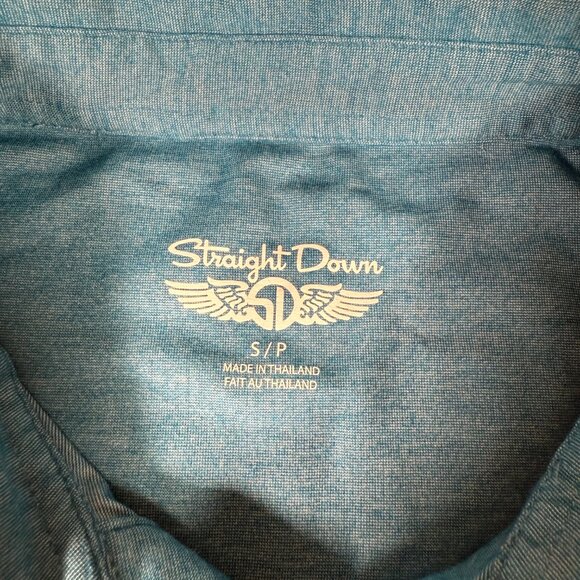 Straight Down
SD
S / P
MADE IN THAILAND
FAIT AU THAILAND